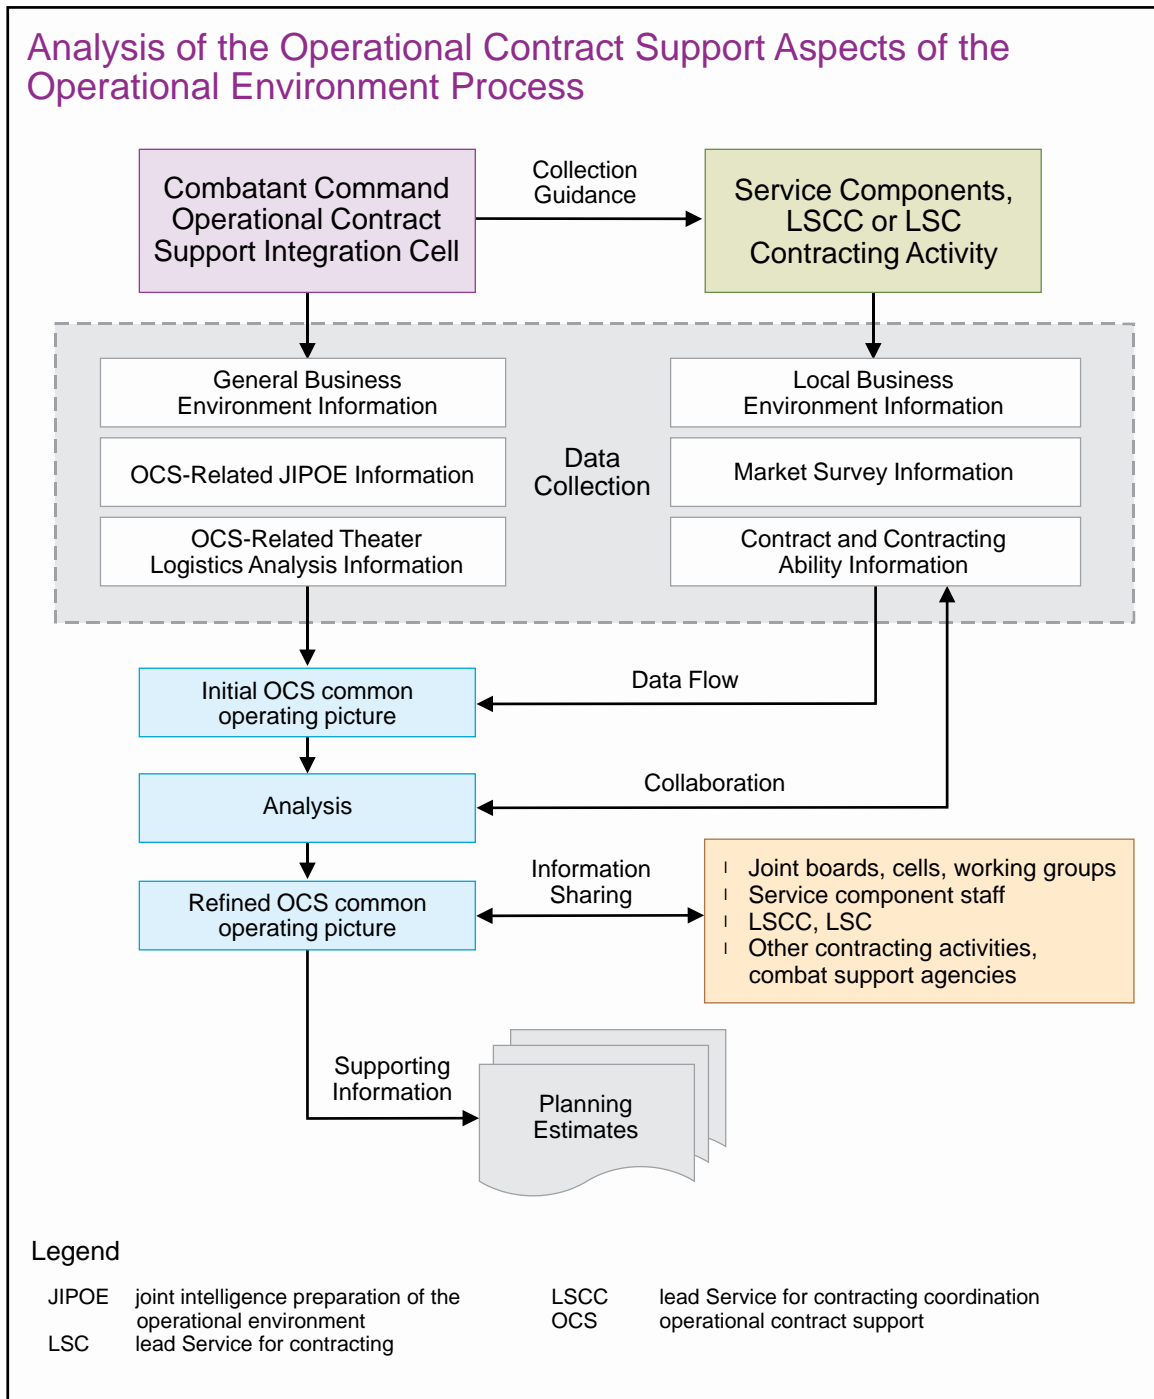 Analysis of the Operational Contract Support Aspects of the
Operational Environment Process
Combatant Command
Operational Contract
Support Integration Cell
Collection
Guidance
Service Components,
LSCC or LSC
Contracting Activity
General Business
Environment Information
OCS-Related JIPOE Information
OCS-Related Theater
Logistics Analysis Information
Data
Collection
Local Business
Environment Information
Market Survey Information
Contract and Contracting
Ability Information
Initial OCS common
operating picture
Data Flow
Analysis
Collaboration
Refined OCS common
operating picture
Information
Sharing
l Joint boards, cells, working groups
l Service component staff
l LSCC, LSC
l Other contracting activities,
combat support agencies
Supporting
Information
Planning
Estimates
Legend
JIPOE joint intelligence preparation of the
operational environment
LSC lead Service for contracting
LSCC lead Service for contracting coordination
OCS operational contract support